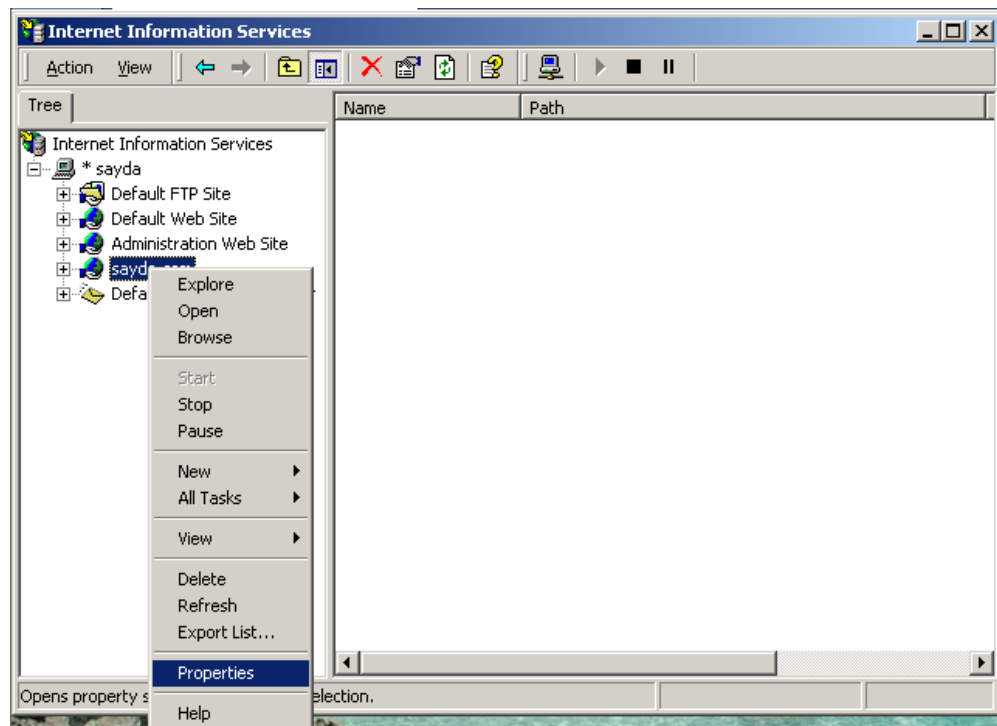 Internet Information Services
Action View
Tree
Name Path
Internet Information Services
* sayda
Default FTP Site
Default Web Site
Administration Web Site
Explore
Open
Browse
Start
Stop
Pause
New
All Tasks
View
Delete
Refresh
Export List...
Properties
Help
Opens property